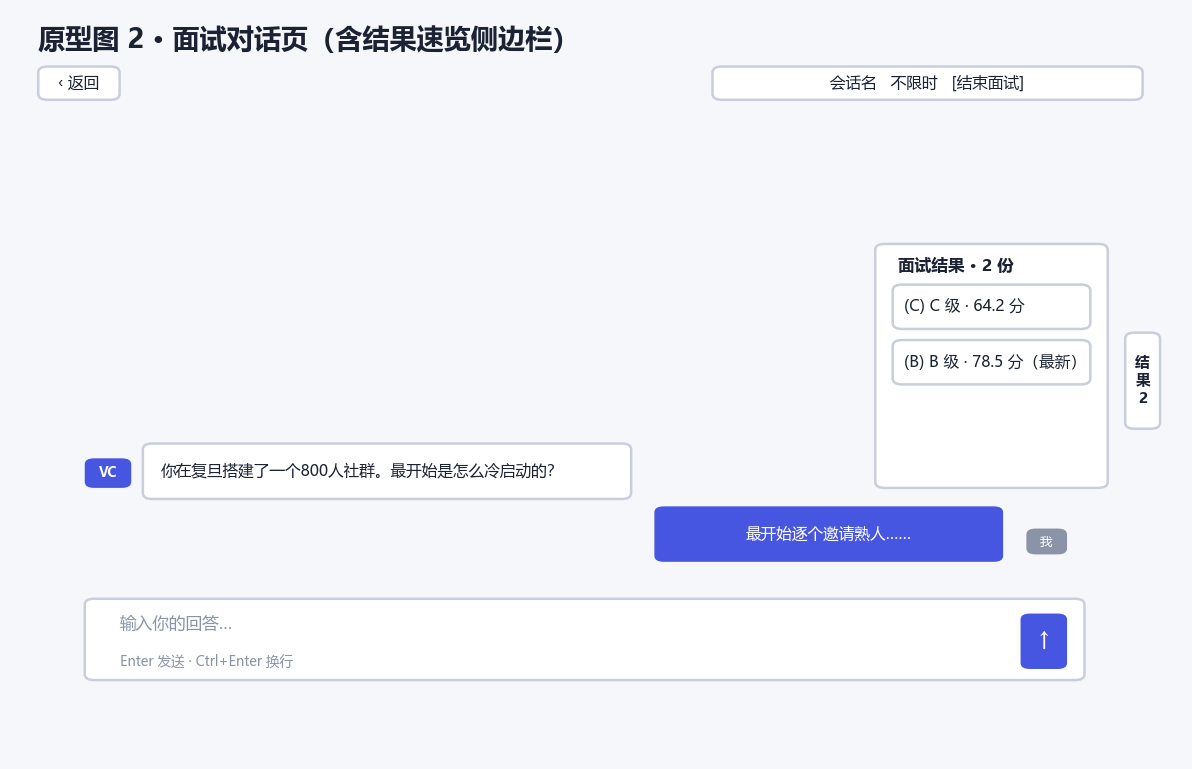 原型图 2 · 面试对话页（含结果速览侧边栏）
‹ 返回
会话名 不限时 [结束面试]
面试结果 · 2 份
(C) C 级 · 64.2 分
(B) B 级 · 78.5 分（最新）
结
果
2
VC
你在复旦搭建了一个800人社群。最开始是怎么冷启动的?
最开始逐个邀请熟人......
我
输入你的回答...
Enter 发送 · Ctrl+Enter 换行
↑